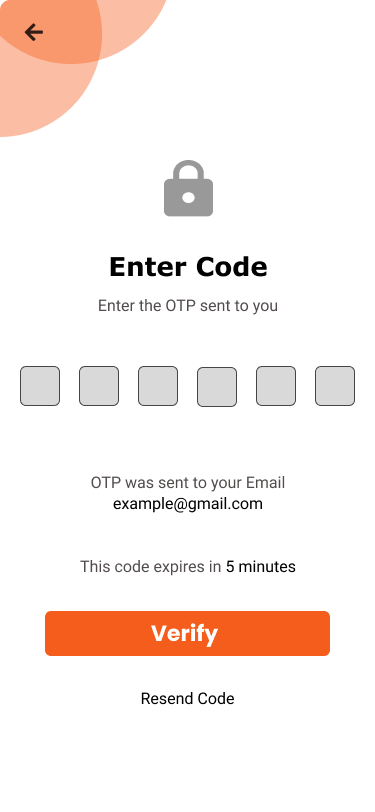 Enter Code
Enter the OTP sent to you
OTP was sent to your Email
example@gmail.com
This code expires in 5 minutes
Verify
Resend Code